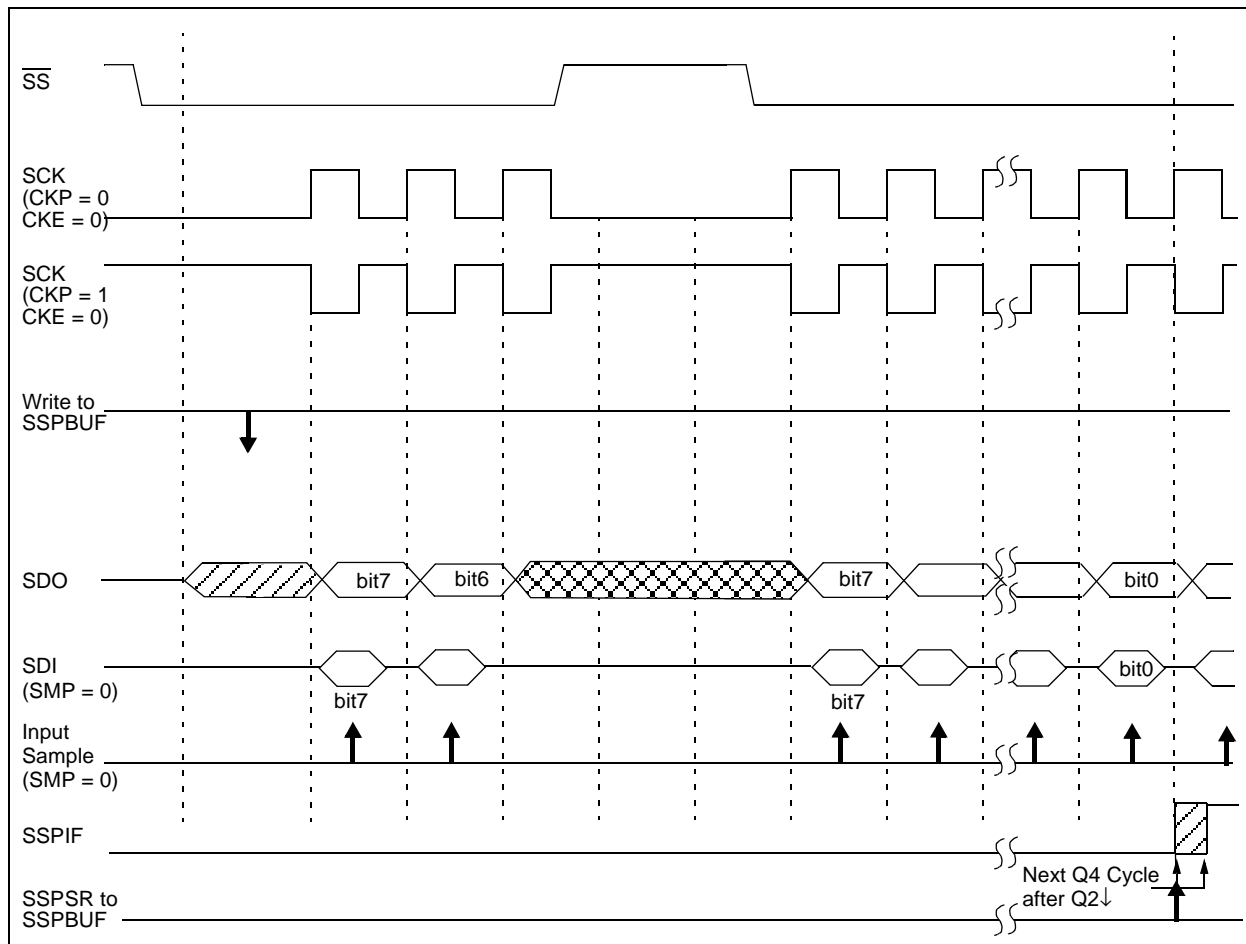 SS
SCK
(CKP = 0
CKE = 0)
SCK
(CKP = 1
CKE = 0)
Write to
SSPBUF
SDO
bit7
bit6
bit7
bit0
SDI
(SMP = 0)
bit7
bit7
bit0
Input
Sample
(SMP = 0)
SSPIF
Next Q4 Cycle
after Q2↓
SSPSR to
SSPBUF